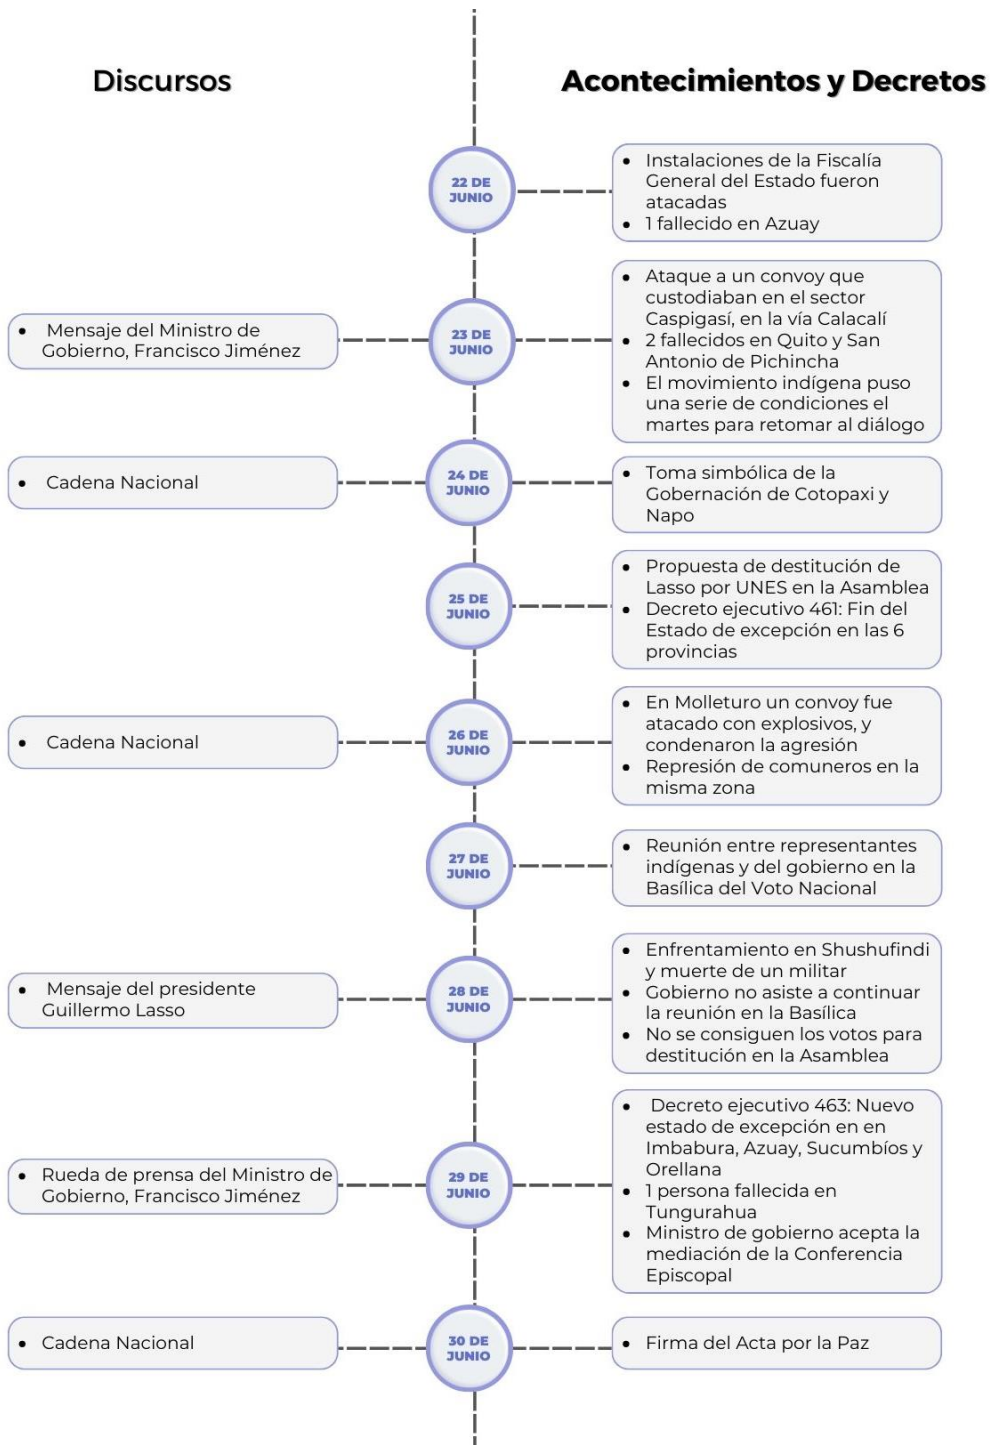 Discursos
Acontecimientos y Decretos
22 DE
JUNIO
• Instalaciones de la Fiscalía
General del Estado fueron
atacadas
• 1 fallecido en Azuay
• Mensaje del Ministro de
Gobierno, Francisco Jiménez
23 DE
JUNIO
• Ataque a un convoy que
custodiaban en el sector
Caspigasí, en la vía Calacalí
• 2 fallecidos en Quito y San
Antonio de Pichincha
• El movimiento indígena puso
una serie de condiciones el
martes para retomar al diálogo
• Cadena Nacional
24 DE
JUNIO
• Toma simbólica de la
Gobernación de Cotopaxi y
Napo
25 DE
JUNIO
• Propuesta de destitución de
Lasso por UNES en la Asamblea
• Decreto ejecutivo 461: Fin del
Estado de excepción en las 6
provincias
• Cadena Nacional
26 DE
JUNIO
• En Molleturo un convoy fue
atacado con explosivos, y
condenaron la agresión
• Represión de comuneros en la
misma zona
27 DE
JUNIO
• Reunión entre representantes
indígenas y del gobierno en la
Basílica del Voto Nacional
• Mensaje del presidente
Guillermo Lasso
28 DE
JUNIO
• Enfrentamiento en Shushufindi
y muerte de un militar
• Gobierno no asiste a continuar
la reunión en la Basílica
• No se consiguen los votos para
destitución en la Asamblea
• Rueda de prensa del Ministro de
Gobierno, Francisco Jiménez
29 DE
JUNIO
• Decreto ejecutivo 463: Nuevo
estado de excepción en en
Imbabura, Azuay, Sucumbíos y
Orellana
• 1 persona fallecida en
Tungurahua
• Ministro de gobierno acepta la
mediación de la Conferencia
Episcopal
• Cadena Nacional
30 DE
JUNIO
• Firma del Acta por la Paz